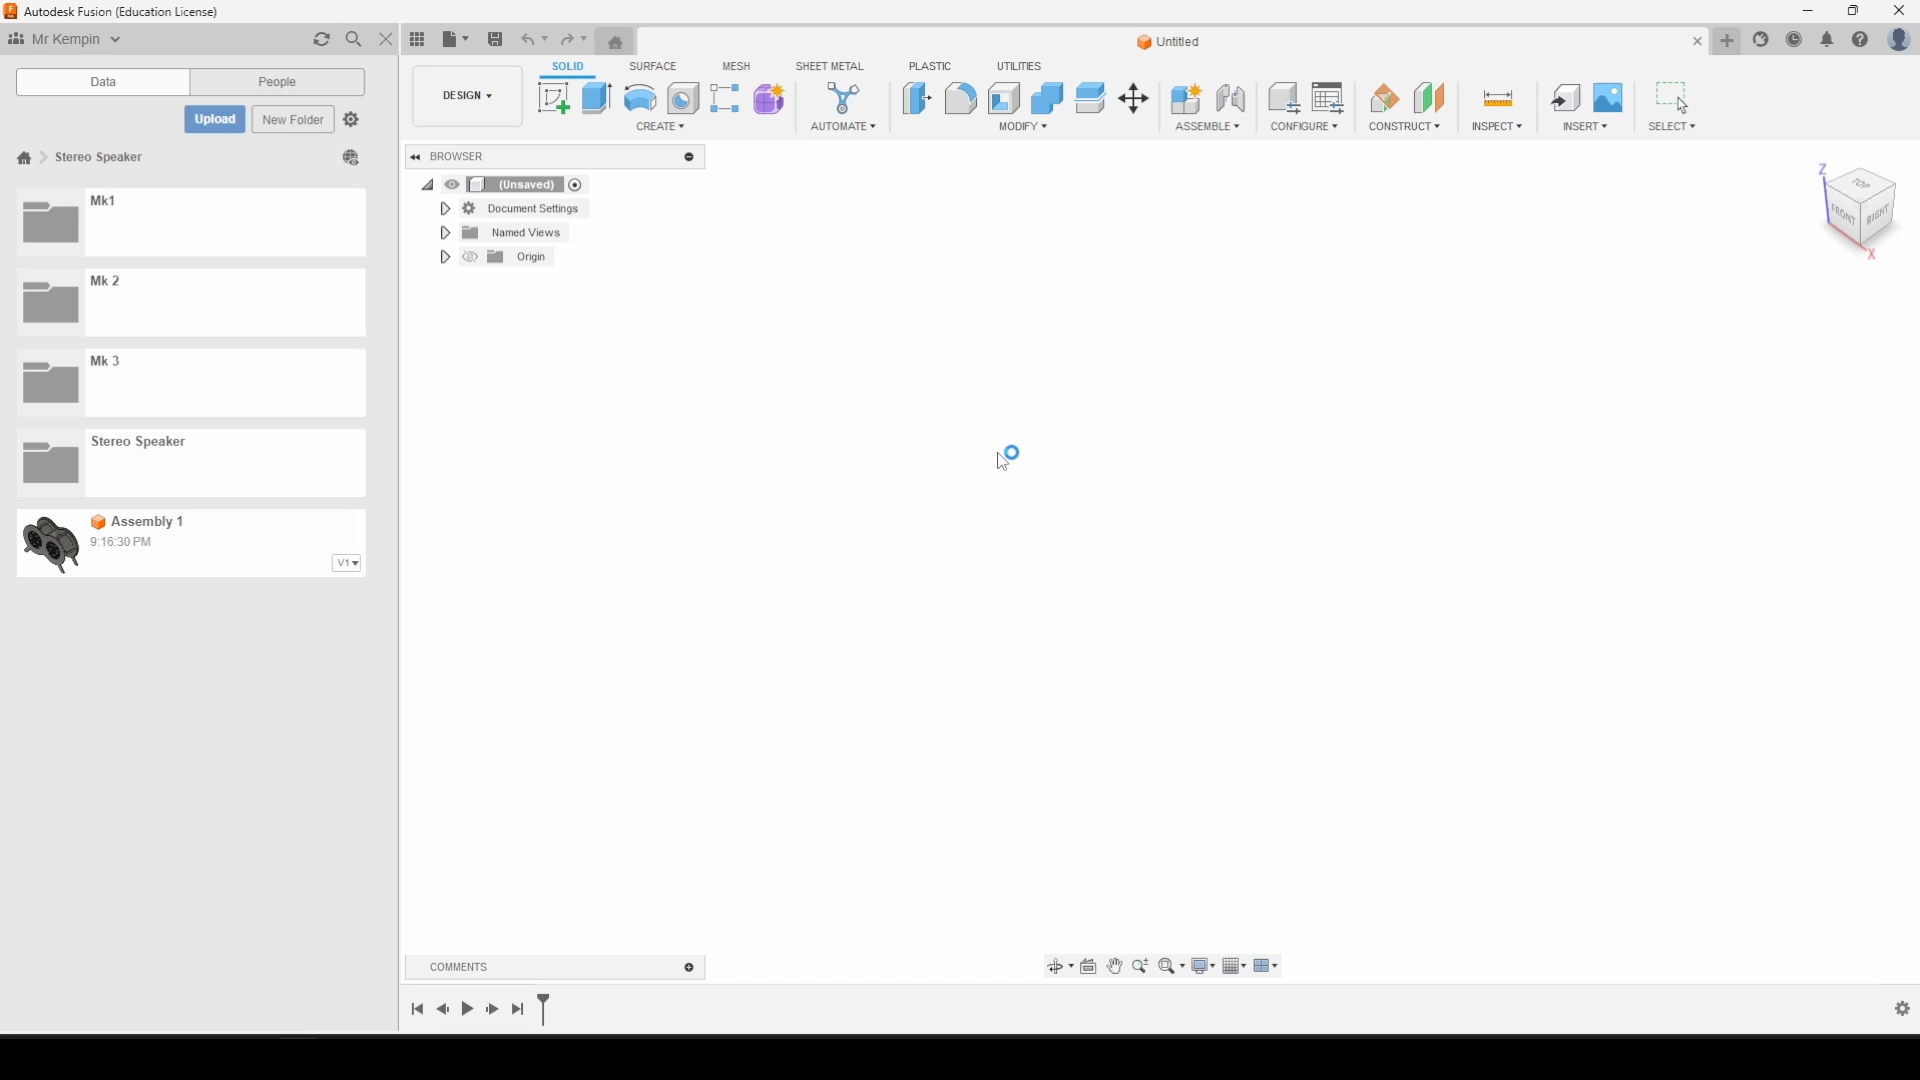 Autodesk Fusion (Education License)
Mr Kempin
Untitled
Data
People
Upload
New Folder
Stereo Speaker
Mk1
Mk 2
Mk 3
Stereo Speaker
Assembly 1
9:16:30 PM
V1
DESIGN
SOLID
SURFACE
MESH
SHEET METAL
PLASTIC
UTILITIES
CREATE
AUTOMATE
MODIFY
ASSEMBLE
CONFIGURE
CONSTRUCT
INSPECT
INSERT
SELECT
BROWSER
(Unsaved)
Document Settings
Named Views
Origin
Z
TOP
FRONT
RIGHT
X
COMMENTS